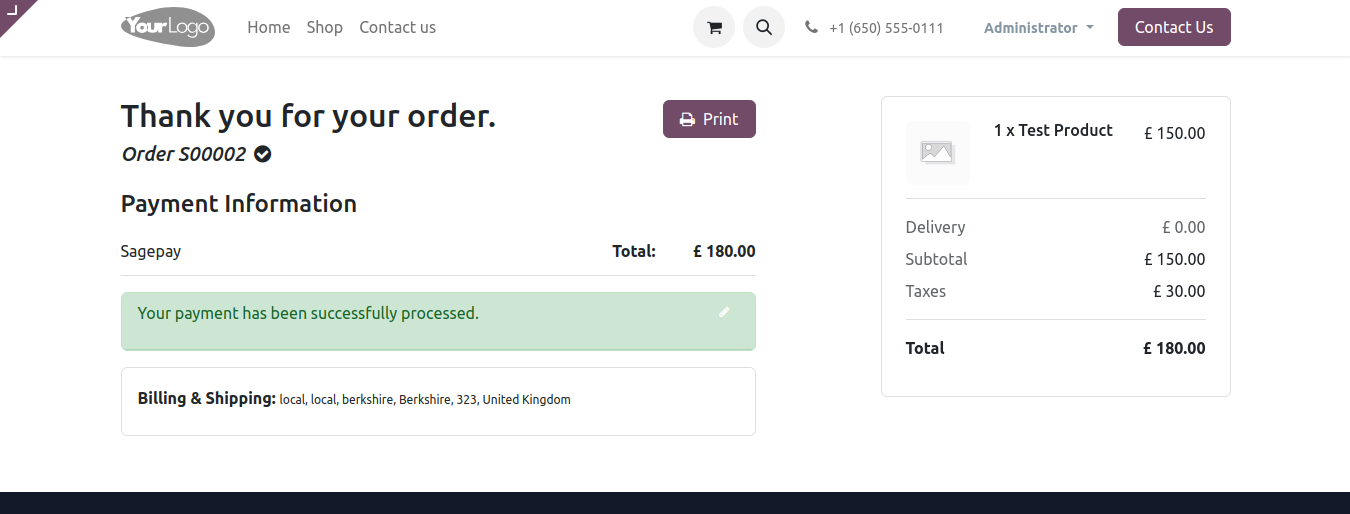 YourLogo
Home Shop Contact us
+1 (650) 555-0111
Administrator
Contact Us
Thank you for your order.
Print
Order S00002
Payment Information
Sagepay Total: £ 180.00
Your payment has been successfully processed.
Billing & Shipping: local, local, berkshire, Berkshire, 323, United Kingdom
1 x Test Product £ 150.00
Delivery £ 0.00
Subtotal £ 150.00
Taxes £ 30.00
Total £ 180.00